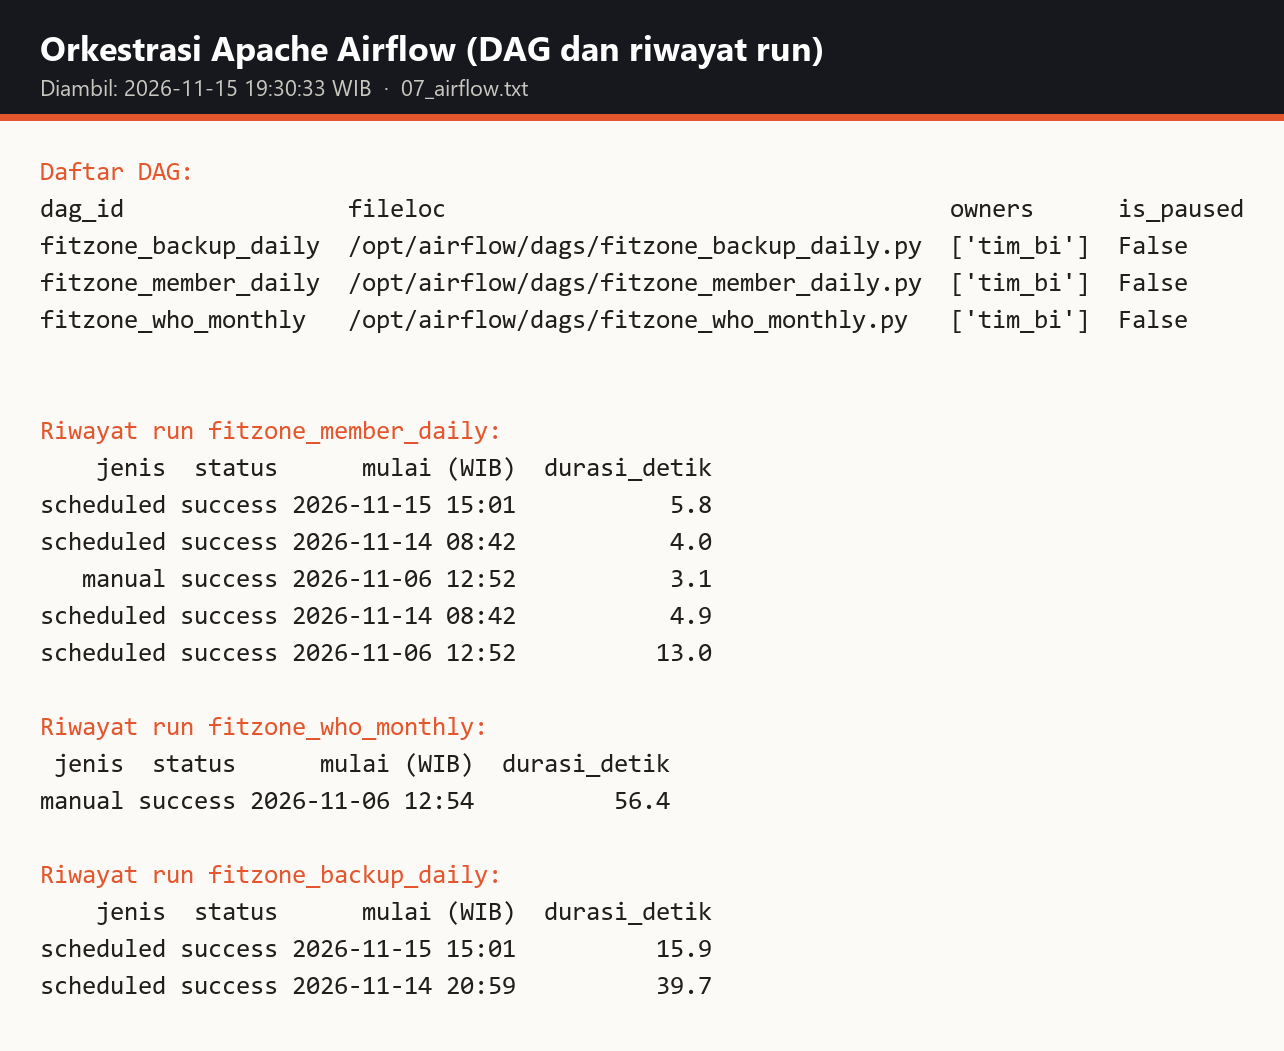 Orkestrasi Apache Airflow (DAG dan riwayat run)
Diambil: 2026-11-15 19:30:33 WIB · 07_airflow.txt
Daftar DAG:
dag_id fileloc owners is_paused
fitzone_backup_daily /opt/airflow/dags/fitzone_backup_daily.py ['tim_bi'] False
fitzone_member_daily /opt/airflow/dags/fitzone_member_daily.py ['tim_bi'] False
fitzone_who_monthly /opt/airflow/dags/fitzone_who_monthly.py ['tim_bi'] False
Riwayat run fitzone_member_daily:
jenis status mulai (WIB) durasi_detik
scheduled success 2026-11-15 15:01 5.8
scheduled success 2026-11-14 08:42 4.0
manual success 2026-11-06 12:52 3.1
scheduled success 2026-11-14 08:42 4.9
scheduled success 2026-11-06 12:52 13.0
Riwayat run fitzone_who_monthly:
jenis status mulai (WIB) durasi_detik
manual success 2026-11-06 12:54 56.4
Riwayat run fitzone_backup_daily:
jenis status mulai (WIB) durasi_detik
scheduled success 2026-11-15 15:01 15.9
scheduled success 2026-11-14 20:59 39.7